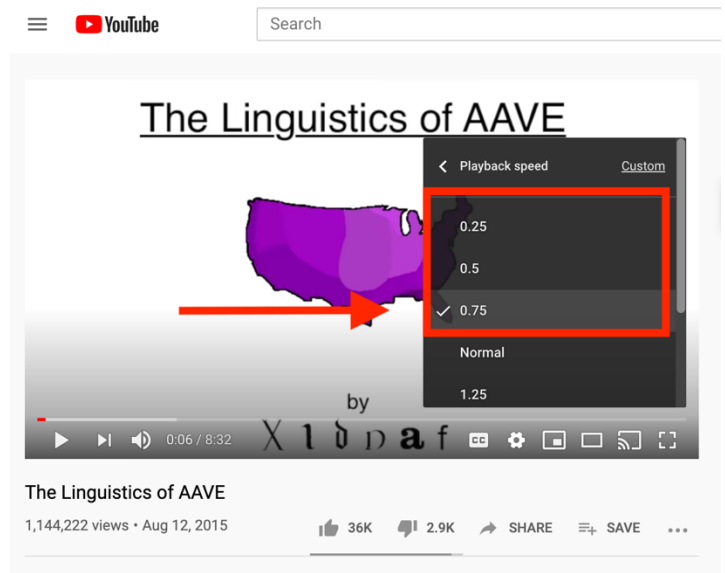 YouTube
Search
The Linguistics of AAVE
Playback speed Custom
0.25
0.5
0.75
Normal
1.25
by
Xidnaf
0:06 / 8:32
CC
The Linguistics of AAVE
1,144,222 views • Aug 12, 2015
36K 2.9K SHARE SAVE